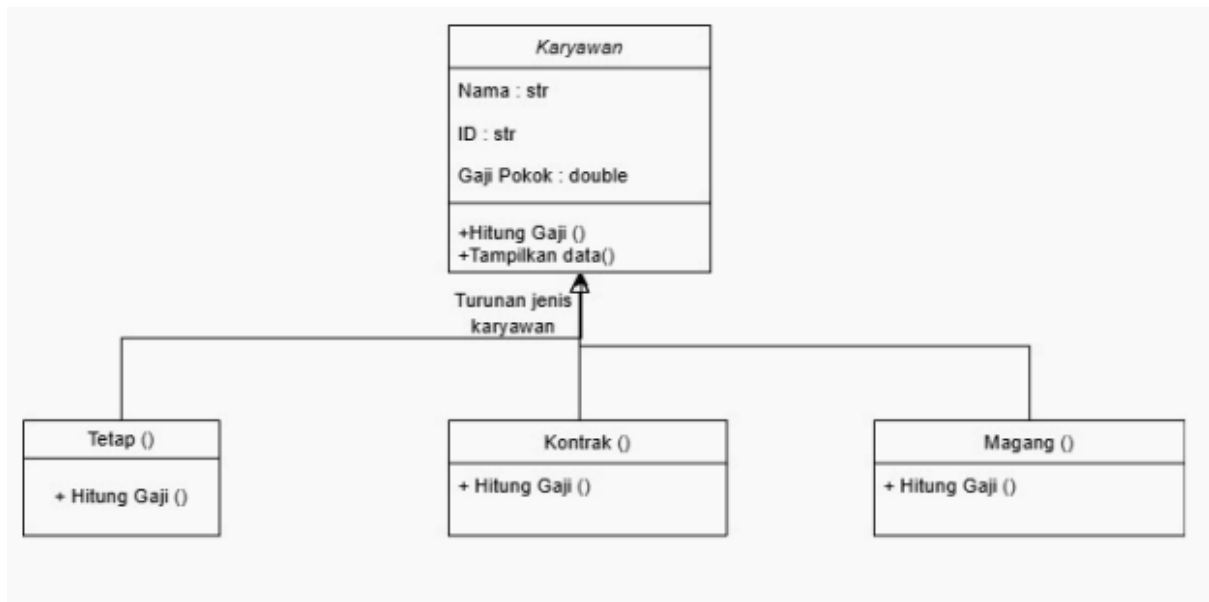 Karyawan
Nama : str
ID : str
Gaji Pokok : double
+Hitung Gaji ()
+Tampilkan data()
Turunan jenis
karyawan
Tetap ()
+ Hitung Gaji ()
Kontrak ()
+ Hitung Gaji ()
Magang ()
+ Hitung Gaji ()